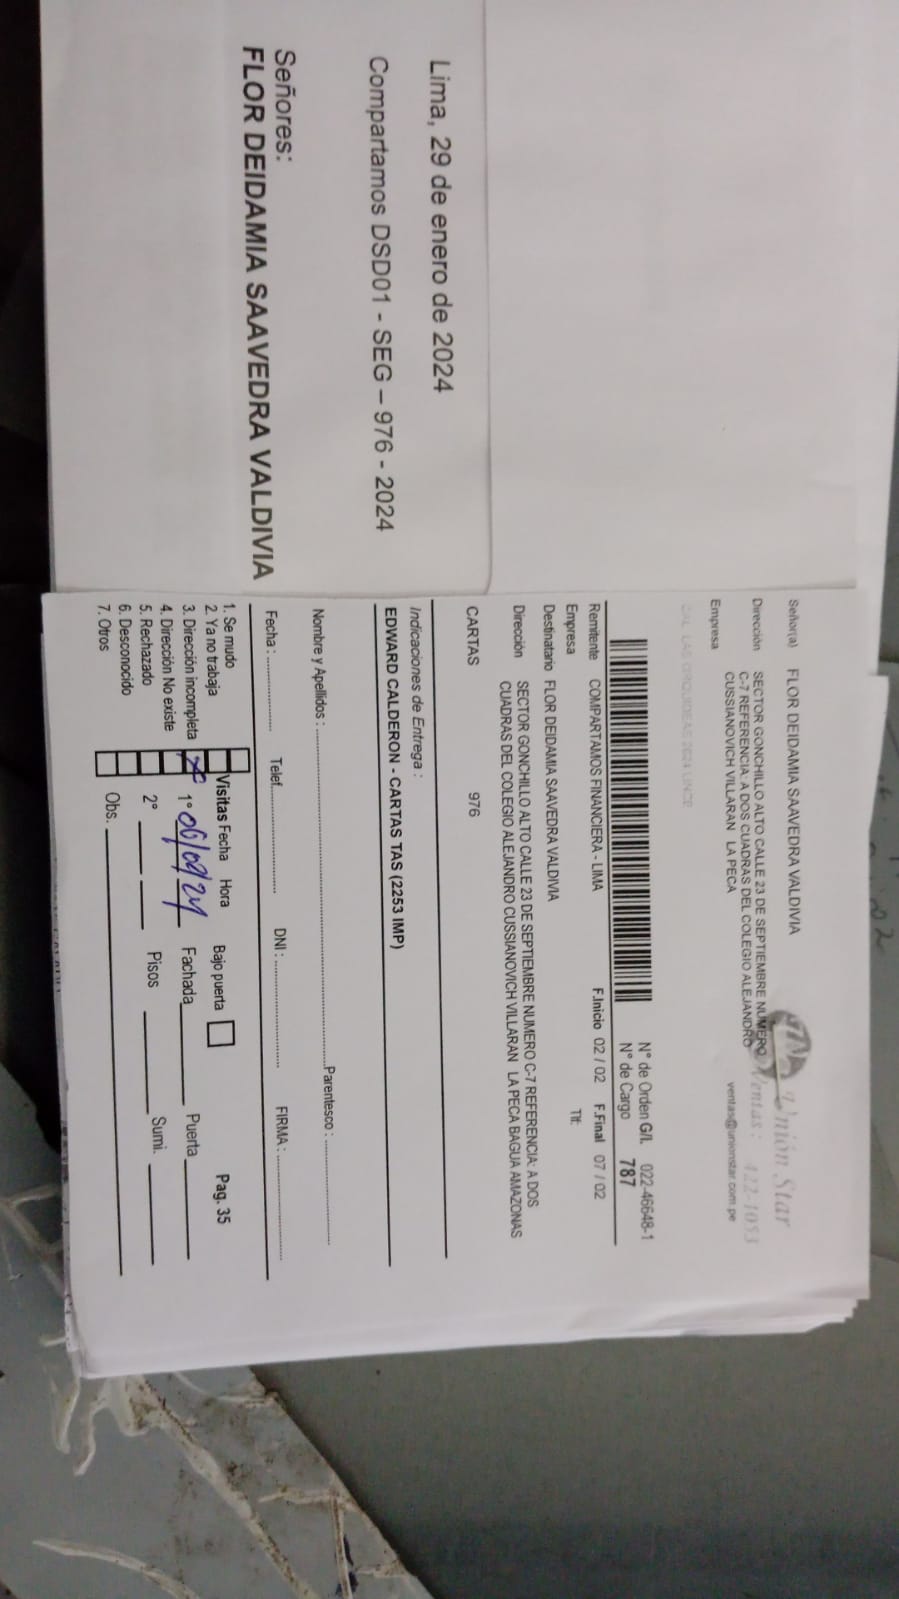 Lima, 29 de enero de 2024
Compartamos DSD01 - SEG – 976 - 2024
Señores:
FLOR DEIDAMIA SAAVEDRA VALDIVIA
Unión Star
Ventas: 422-1053
ventas@unionstar.com.pe
Señor(a) FLOR DEIDAMIA SAAVEDRA VALDIVIA
Dirección SECTOR GONCHILLO ALTO CALLE 23 DE SEPTIEMBRE NUMERO
C-7 REFERENCIA: A DOS CUADRAS DEL COLEGIO ALEJANDRO
CUSSIANOVICH VILLARAN LA PECA
Empresa
CAL. LAS ORQUIDEAS 2624 LINCE
N° de Orden G/I. 022-46648-1
N° de Cargo 787
Remitente COMPARTAMOS FINANCIERA - LIMA F.Inicio 02 / 02 F.Final 07 / 02
Empresa Tlf:
Destinatario FLOR DEIDAMIA SAAVEDRA VALDIVIA
Dirección SECTOR GONCHILLO ALTO CALLE 23 DE SEPTIEMBRE NUMERO C-7 REFERENCIA: A DOS
CUADRAS DEL COLEGIO ALEJANDRO CUSSIANOVICH VILLARAN LA PECA BAGUA AMAZONAS
CARTAS 976
Indicaciones de Entrega :
EDWARD CALDERON - CARTAS TAS (2253 IMP)
Nombre y Apellidos : Parentesco :
Fecha : Telef. DNI : FIRMA :
1. Se mudo Visitas Fecha Hora Bajo puerta Pag. 35
2. Ya no trabaja
3. Dirección incompleta 1° 06/02/24 Fachada Puerta
4. Dirección No existe
5. Rechazado 2° Pisos Sumi.
6. Desconocido
7. Otros Obs.